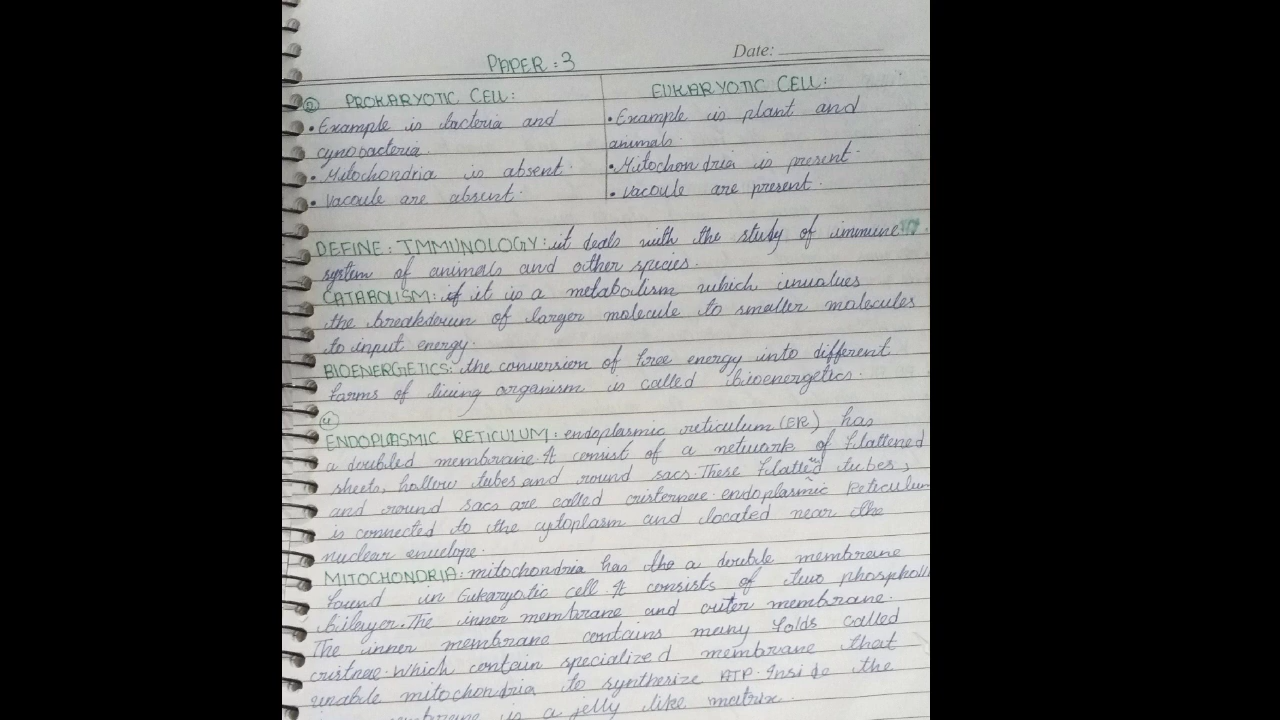 Date:
PAPER : 3
② PROKARYOTIC CELL:
• Example is bacteria and
cynobacteria.
• Mitochondria is absent.
• Vacoule are absent.
EUKARYOTIC CELL:
• Example is plant and
animals
• Mitochondria is present.
• Vacoule are present.
DEFINE: IMMUNOLOGY: it deals with the study of immune
system of animals and other species.
CATABOLISM: it is a metabolism which invualues
the breakdown of larger molecule to smaller molecules
to input energy.
BIOENERGETICS: the conversion of free energy into different
forms of living organism is called bioenergetics.
④
ENDOPLASMIC RETICULUM: endoplasmic reticulum (ER) has
a doubled membrane. It consist of a network of flattened
sheets, hollow tubes and round sacs. These flatted tubes,
and round sacs are called cristernae. endoplasmic Reticulum
is connected to the cytoplasm and located near the
nuclear envelope.
MITOCHONDRIA: mitochondria has the a double membrane
found in Eukaryotic cell. It consists of two
bilayer. The inner membrane and outer membrane.
The inner membrane contains many folds called
cristnae. Which contain specialized membrane that
unable mitochondria to synthesize ATP. Inside the
membrane is a jelly like matrix.